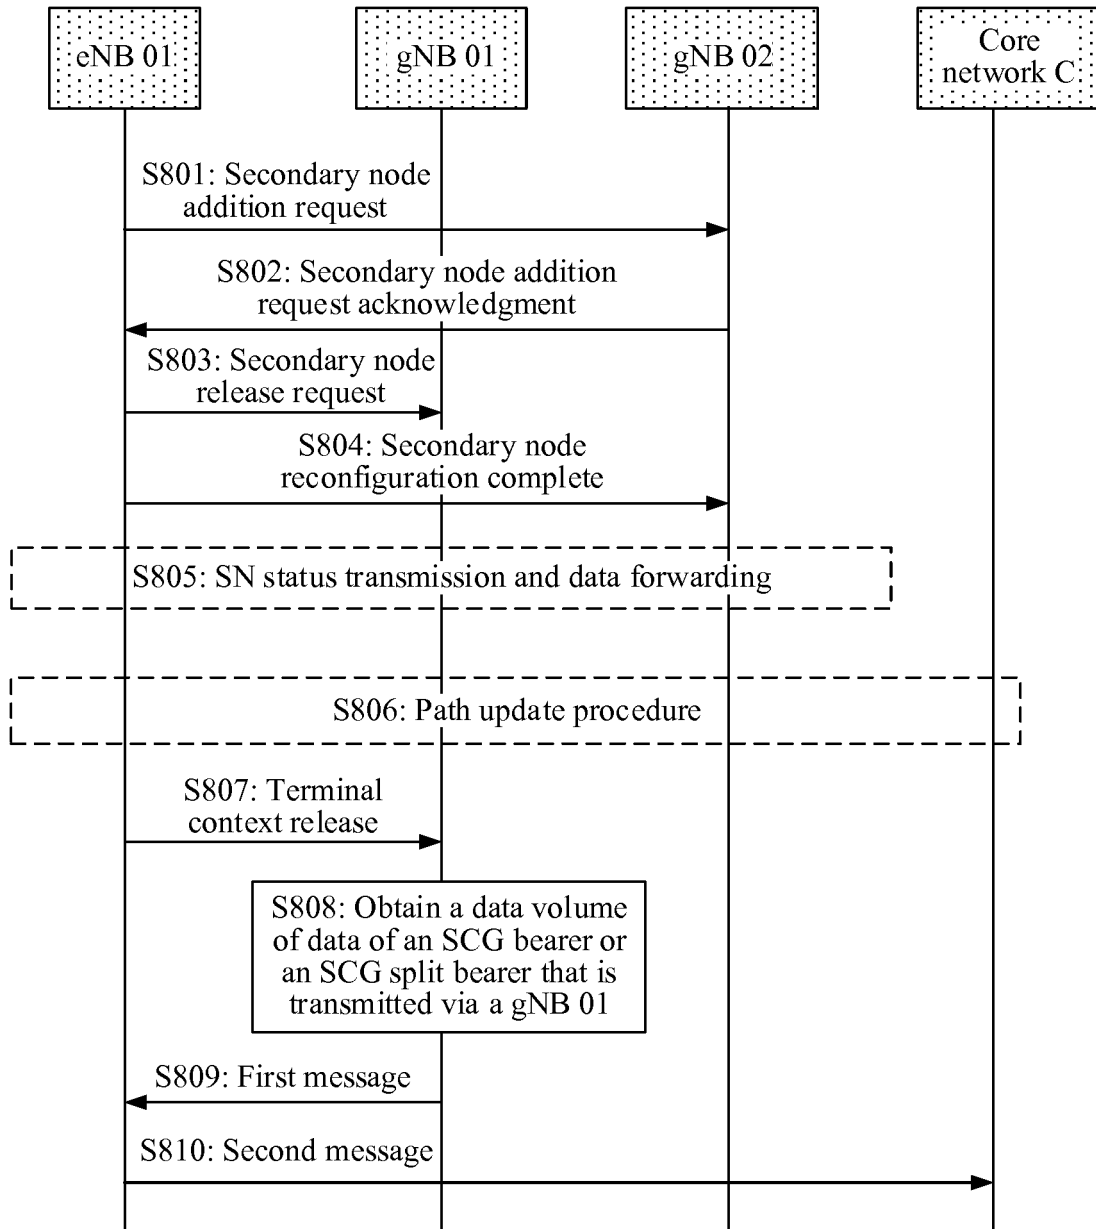 eNB 01
gNB 01
gNB 02
Core
network C
S801: Secondary node
addition request
S802: Secondary node addition
request acknowledgment
S803: Secondary node
release request
S804: Secondary node
reconfiguration complete
S805: SN status transmission and data forwarding
S806: Path update procedure
S807: Terminal
context release
S808: Obtain a data volume
of data of an SCG bearer or
an SCG split bearer that is
transmitted via a gNB 01
S809: First message
S810: Second message